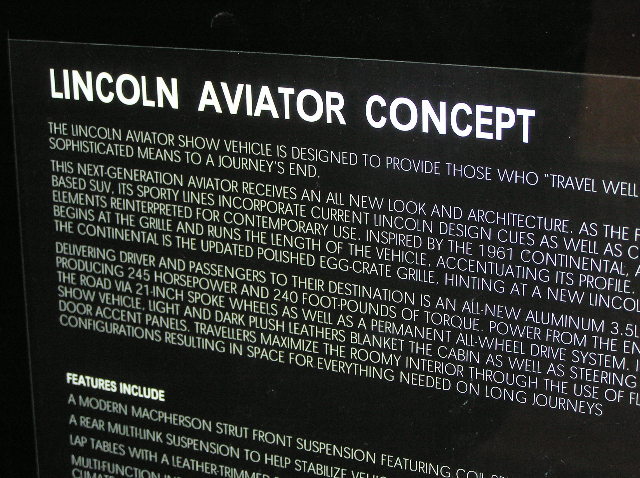 LINCOLN AVIATOR CONCEPT
THE LINCOLN AVIATOR SHOW VEHICLE IS DESIGNED TO PROVIDE THOSE WHO "TRAVEL WELL
SOPHISTICATED MEANS TO A JOURNEY'S END.
THIS NEXT-GENERATION AVIATOR RECEIVES AN ALL NEW LOOK AND ARCHITECTURE. AS THE
BASED SUV, ITS SPORTY LINES INCORPORATE CURRENT LINCOLN DESIGN CUES AS WELL AS
ELEMENTS REINTERPRETED FOR CONTEMPORARY USE. INSPIRED BY THE 1961 CONTINENTAL,
BEGINS AT THE GRILLE AND RUNS THE LENGTH OF THE VEHICLE, ACCENTUATING ITS PROFILE.
THE CONTINENTAL IS THE UPDATED POLISHED EGG-CRATE GRILLE, HINTING AT A NEW
DELIVERING DRIVER AND PASSENGERS TO THEIR DESTINATION IS AN ALL-NEW ALUMINUM
PRODUCING 245 HORSEPOWER AND 240 FOOT-POUNDS OF TORQUE. POWER FROM THE
THE ROAD VIA 21-INCH SPOKE WHEELS AS WELL AS A PERMANENT ALL-WHEEL DRIVE SYSTEM.
SHOW VEHICLE, LIGHT AND DARK PLUSH LEATHERS BLANKET THE CABIN AS WELL AS STEERING
DOOR ACCENT PANELS. TRAVELLERS MAXIMIZE THE ROOMY INTERIOR THROUGH THE USE OF
CONFIGURATIONS RESULTING IN SPACE FOR EVERYTHING NEEDED ON LONG JOURNEYS
FEATURES INCLUDE
A MODERN MACPHERSON STRUT FRONT SUSPENSION FEATURING
A REAR MULTI-LINK SUSPENSION TO HELP STABILIZE
LAP TABLES WITH A LEATHER-TRIMMED
MULTI-FUNCTION